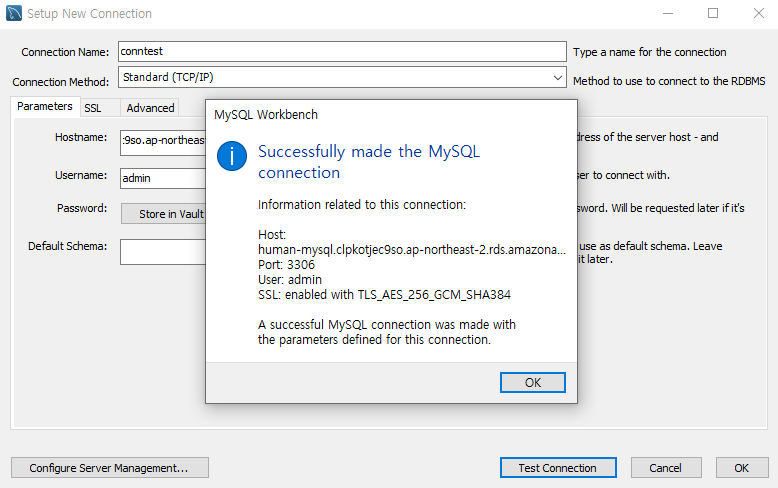 Setup New Connection
Connection Name: conntest Type a name for the connection
Connection Method: Standard (TCP/IP) Method to use to connect to the RDBMS
Parameters SSL Advanced
MySQL Workbench
Successfully made the MySQL
connection
Information related to this connection:
Host:
human-mysql.clpkotjec9so.ap-northeast-2.rds.amazona...
Port: 3306
User: admin
SSL: enabled with TLS_AES_256_GCM_SHA384
A successful MySQL connection was made with
the parameters defined for this connection.
OK
Hostname: :9so.ap-northeast dress of the server host - and
Username: admin ser to connect with.
Password: Store in Vault sword. Will be requested later if it's
Default Schema: use as default schema. Leave
it later.
Configure Server Management... Test Connection Cancel OK